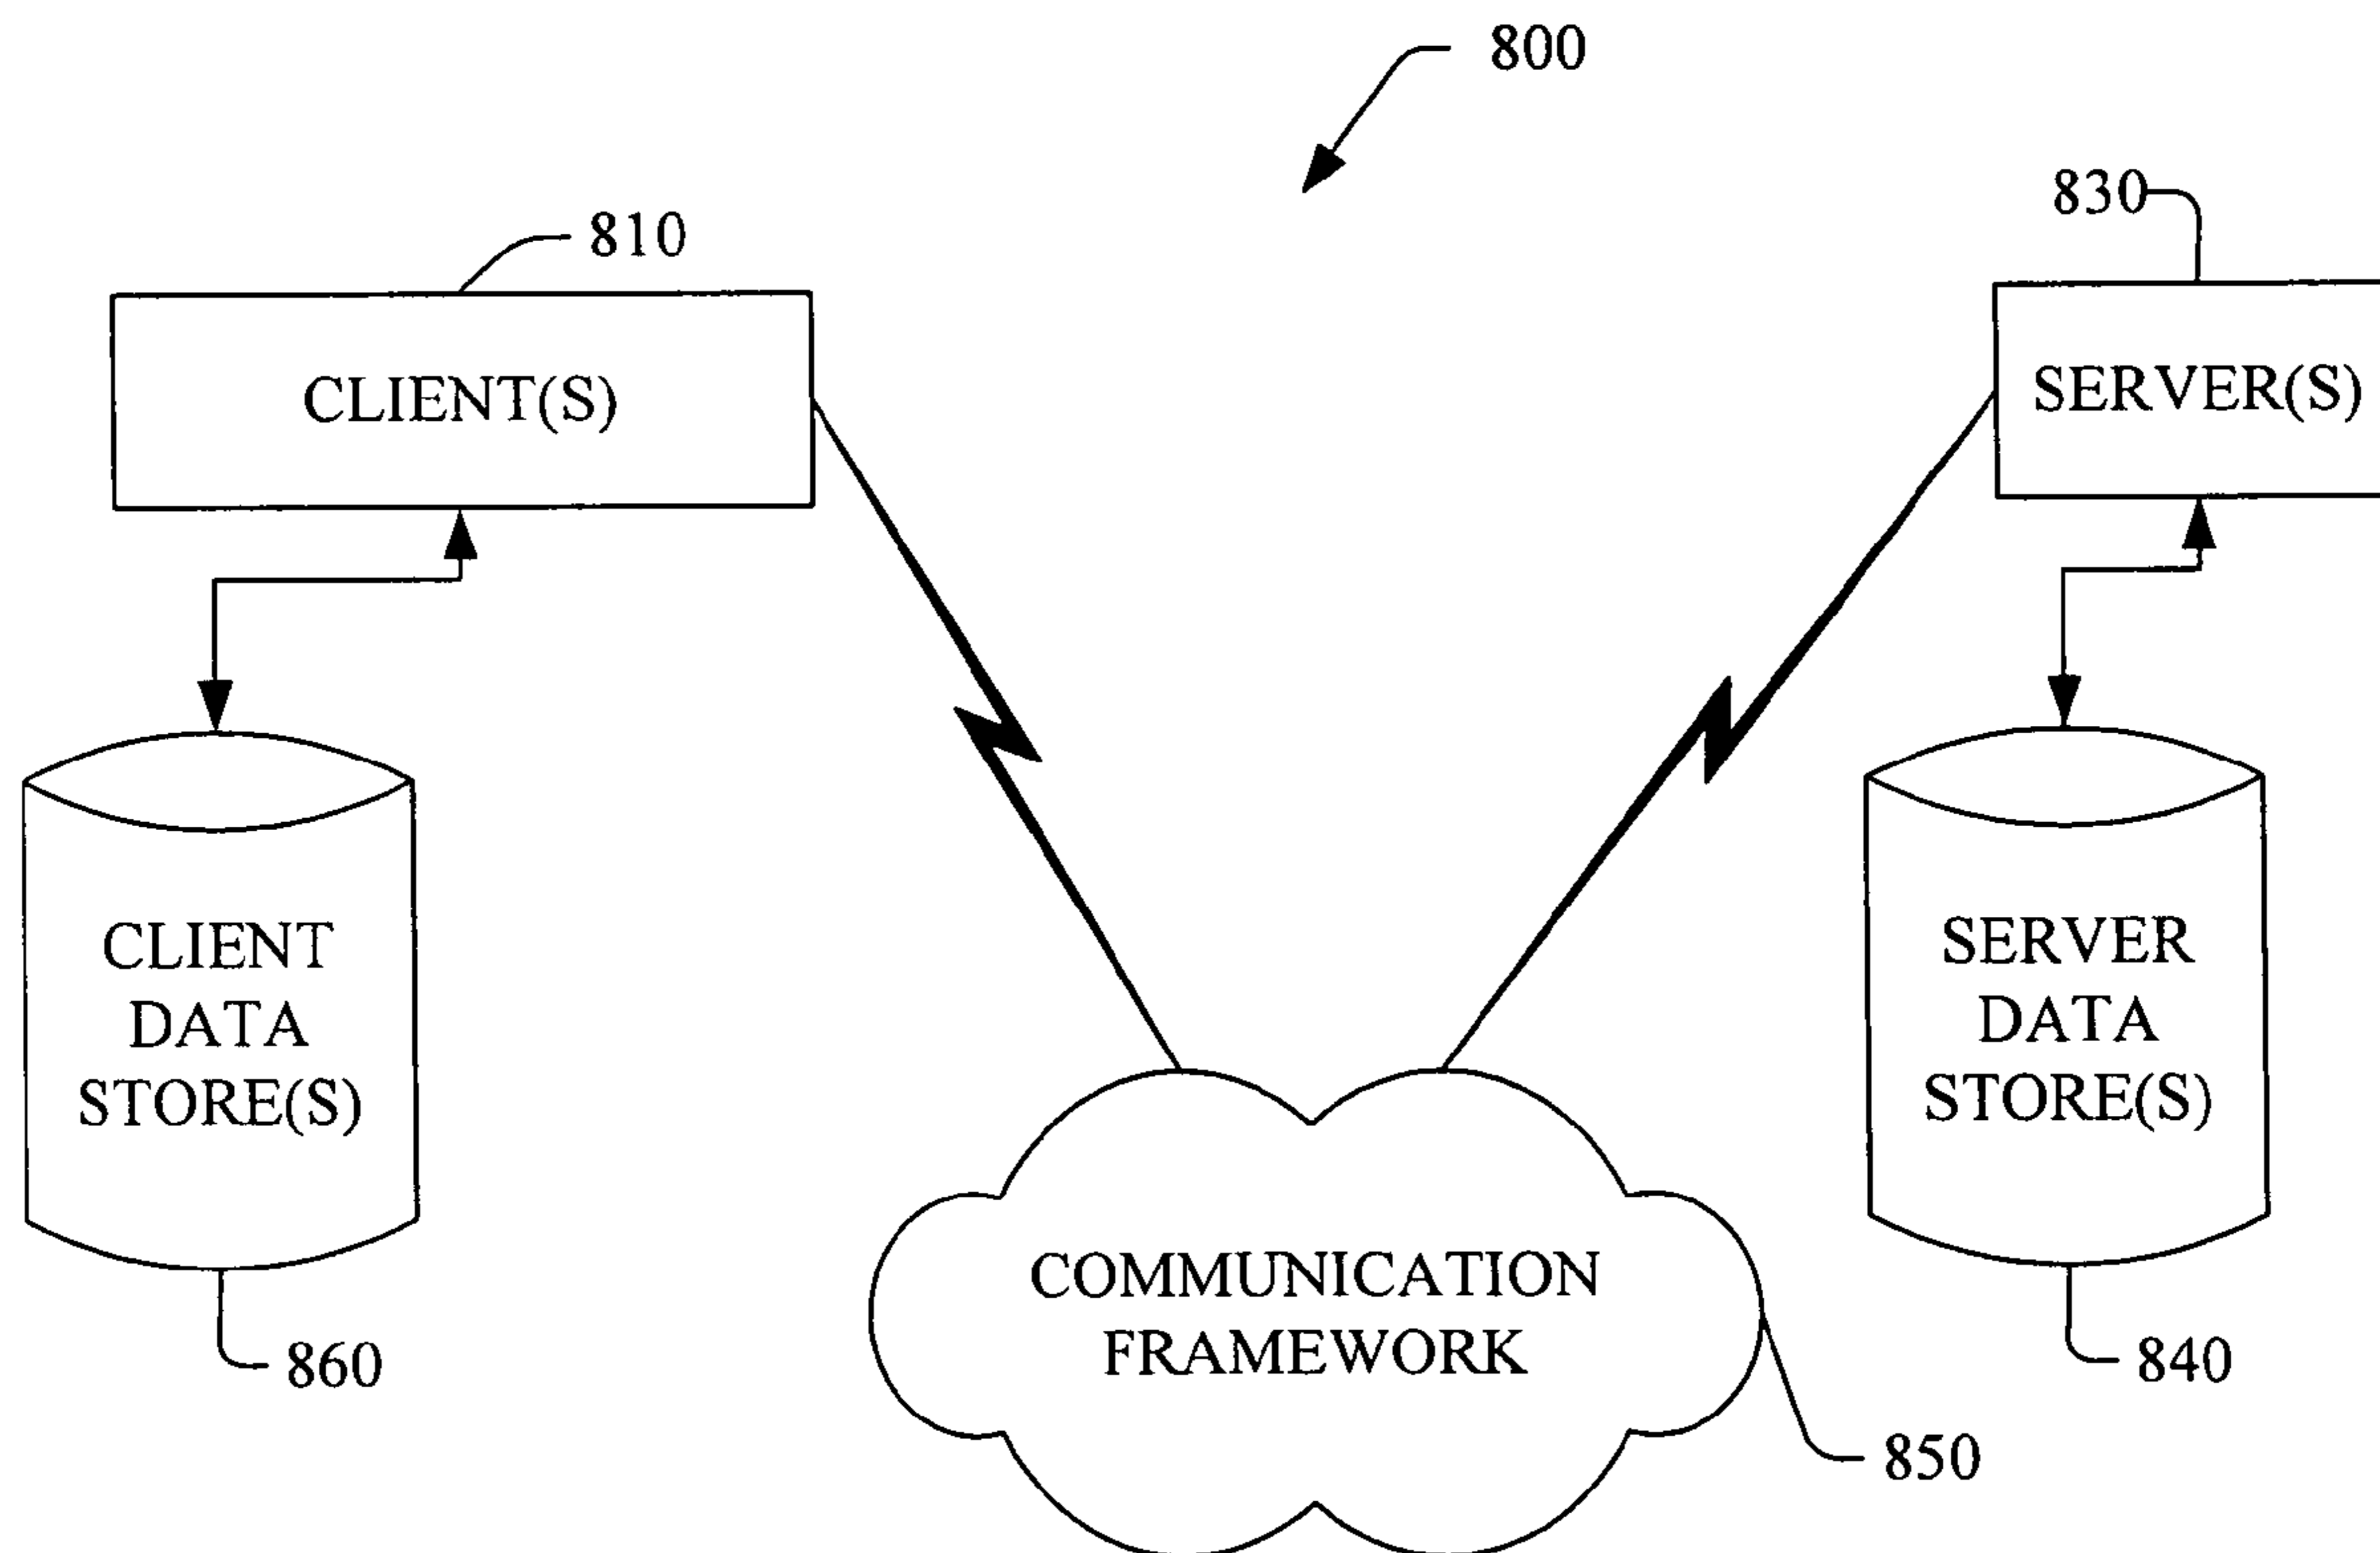 800
830
810
CLIENT(S)
SERVER(S)
CLIENT
DATA
STORE(S)
SERVER
DATA
STORE(S)
COMMUNICATION
FRAMEWORK
860
840
850